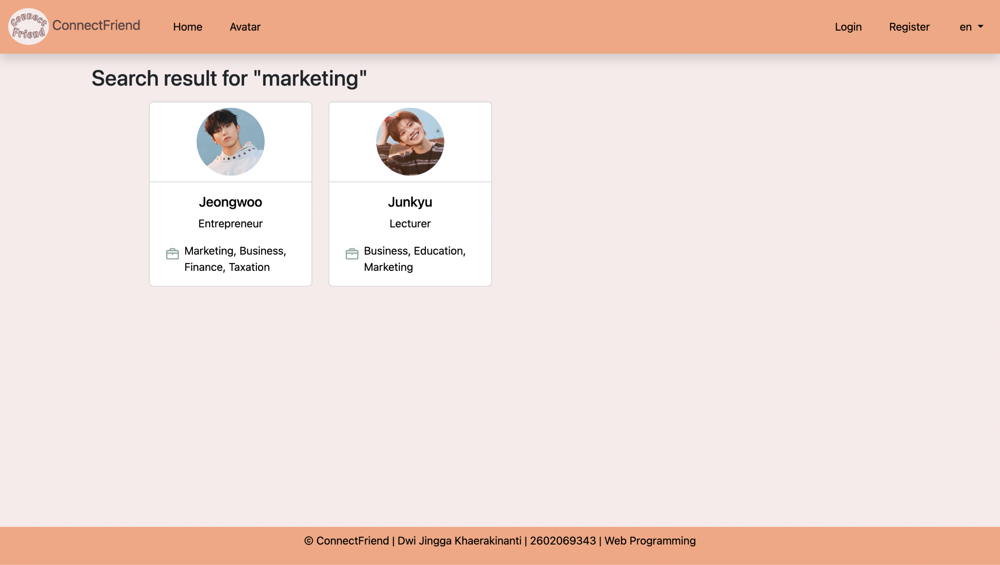 Connect
Friend
ConnectFriend
Home
Avatar
Login
Register
en
Search result for "marketing"
Jeongwoo
Entrepreneur
Marketing, Business,
Finance, Taxation
Junkyu
Lecturer
Business, Education,
Marketing
© ConnectFriend | Dwi Jingga Khaerakinanti | 2602069343 | Web Programming